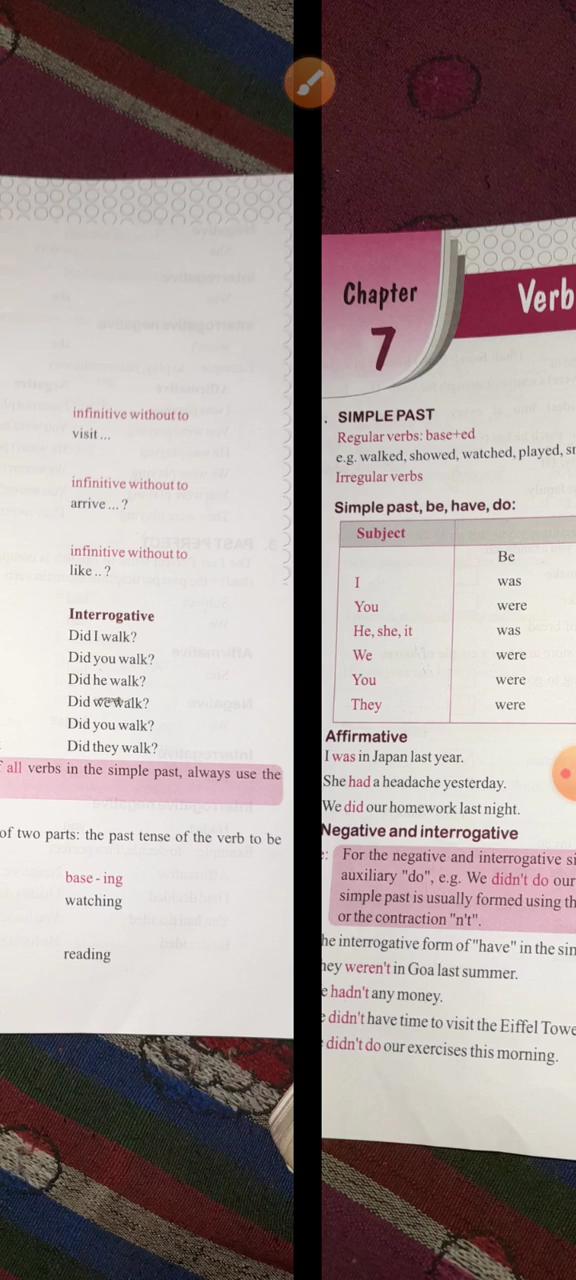 infinitive without to
visit ...
infinitive without to
arrive ... ?
infinitive without to
like .. ?
Interrogative
Did I walk?
Did you walk?
Did he walk?
Did we walk?
Did you walk?
Did they walk?
all verbs in the simple past, always use the
of two parts: the past tense of the verb to be
base - ing
watching
reading
Chapter
7
Verb
. SIMPLE PAST
Regular verbs: base+ed
e.g. walked, showed, watched, played,
Irregular verbs
Simple past, be, have, do:
Subject
Be
I was
You were
He, she, it was
We were
You were
They were
Affirmative
I was in Japan last year.
She had a headache yesterday.
We did our homework last night.
Negative and interrogative
: For the negative and interrogative si
auxiliary "do", e.g. We didn't do our
simple past is usually formed using th
or the contraction "n't".
he interrogative form of "have" in the sim
hey weren't in Goa last summer.
e hadn't any money.
e didn't have time to visit the Eiffel Towe
didn't do our exercises this morning.